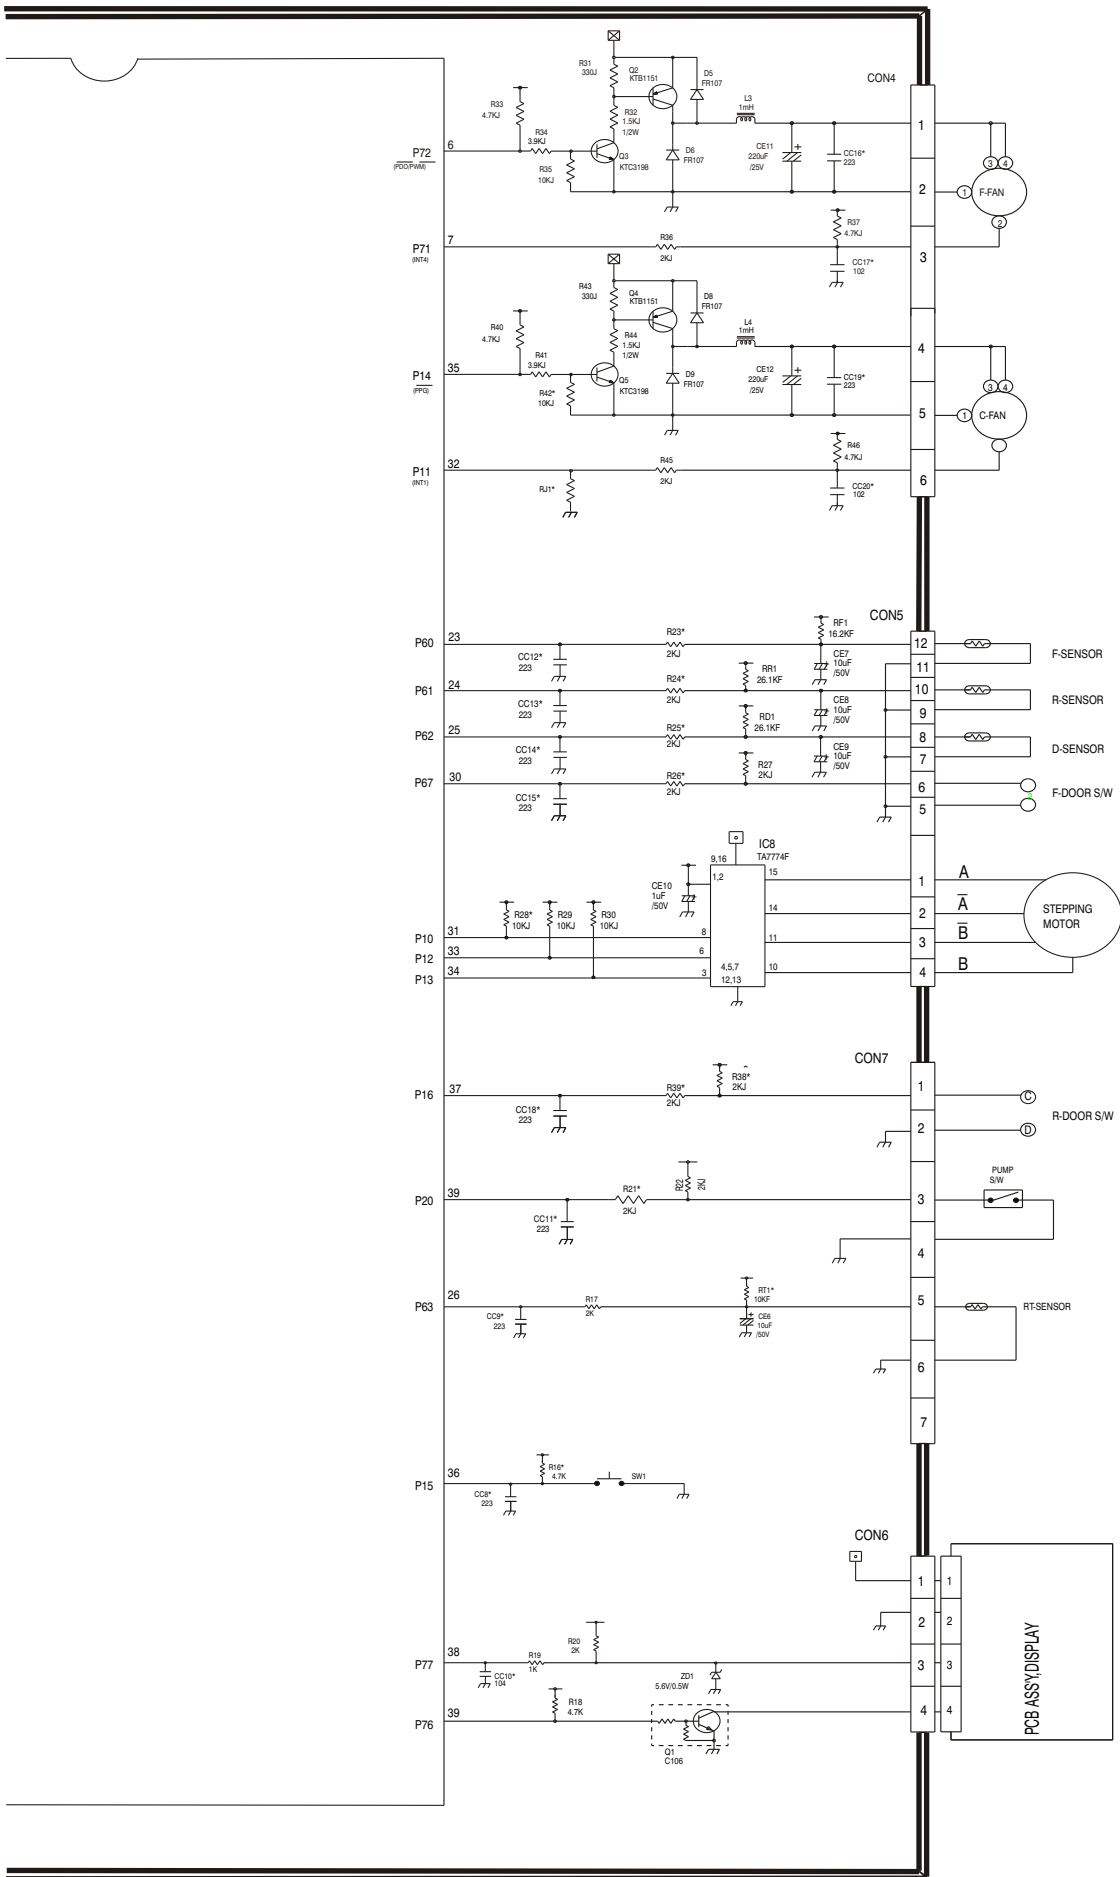 R31
330J
Q2
KTB1151
D5
FR107
CON4
R33
4.7KJ
R32
1.5KJ
1/2W
L3
1mH
1
R34
3.9KJ
6
P72
(PDO/PWM)
R35
10KJ
Q3
KTC3198
D6
FR107
CE11
220uF
/25V
+
CC16*
223
3
4
2
1
F-FAN
2
R37
4.7KJ
7
P71
(INT4)
R36
2KJ
3
CC17*
102
R43
330J
Q4
KTB1151
D8
FR107
R40
4.7KJ
R44
1.5KJ
1/2W
L4
1mH
4
R41
3.9KJ
35
P14
(PPG)
R42*
10KJ
Q5
KTC3198
D9
FR107
CE12
220uF
/25V
+
CC19*
223
3
4
5
1
C-FAN
R46
4.7KJ
32
P11
(INT1)
R45
2KJ
6
RJ1*
CC20*
102
CON5
RF1
16.2KF
P60
23
R23*
2KJ
12
F-SENSOR
CC12*
223
CE7
10uF
/50V
11
RR1
26.1KF
P61
24
R24*
2KJ
10
R-SENSOR
CC13*
223
CE8
10uF
/50V
9
RD1
26.1KF
P62
25
R25*
2KJ
8
D-SENSOR
CC14*
223
CE9
10uF
/50V
7
R27
2KJ
P67
30
R26*
2KJ
6
F-DOOR S/W
CC15*
223
5
2
IC8
TA7774F
9,16
1,2
CE10
1uF
/50V
15
1
A
14
2
A
STEPPING
MOTOR
R28*
10KJ
R29
10KJ
R30
10KJ
P10
31
8
11
3
B
P12
33
6
P13
34
3
4,5,7
12,13
10
4
B
CON7
R38*
2KJ
P16
37
R39*
2KJ
1
C
CC18*
223
2
D
R-DOOR S/W
R22
2KJ
PUMP
S/W
P20
39
R21*
2KJ
3
CC11*
223
4
RT1*
10KF
P63
26
R17
2K
5
RT-SENSOR
CC9*
223
CE6
10uF
/50V
+
6
7
R16*
4.7K
P15
36
SW1
CC8*
223
CON6
1
1
2
2
R20
2K
P77
38
R19
1K
3
3
CC10*
104
ZD1
5.6V/0.5W
R18
4.7K
P76
39
4
4
Q1
C106
PCB ASS'Y,DISPLAY